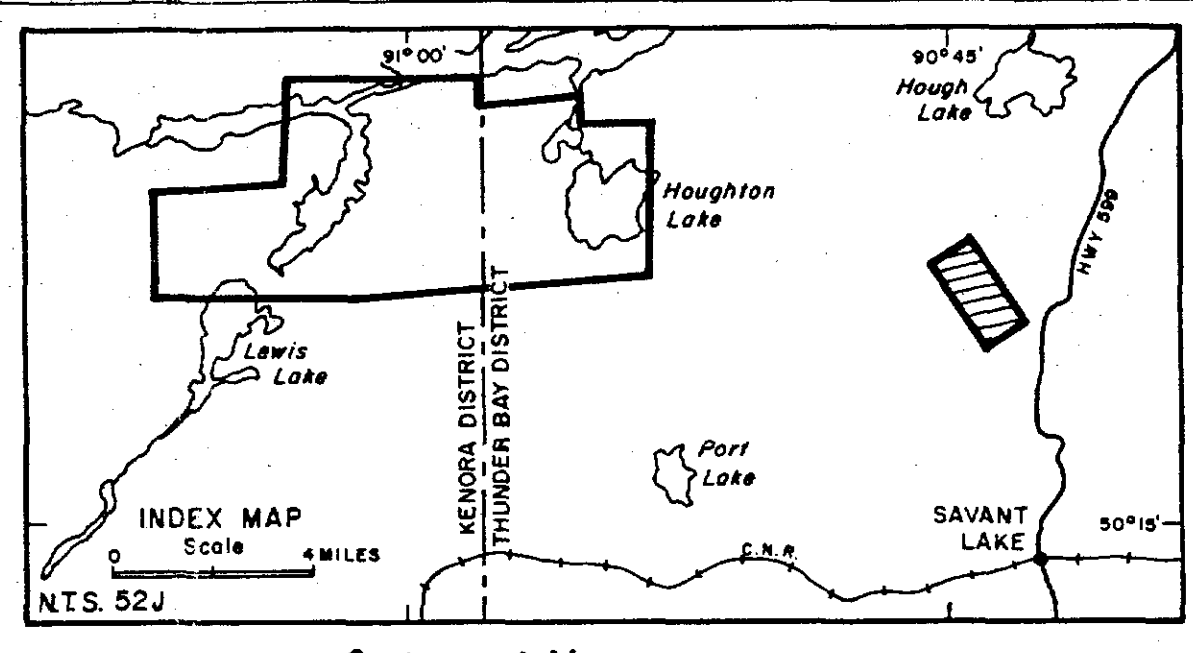 91° 00'
90° 45'
Hough
Lake
Houghton
Lake
HWY 599
Lewis
Lake
KENORA DISTRICT
THUNDER BAY DISTRICT
Port
Lake
INDEX MAP
Scale
0 4 MILES
SAVANT
LAKE
50° 15'
C.N.R.
N.T.S. 52J